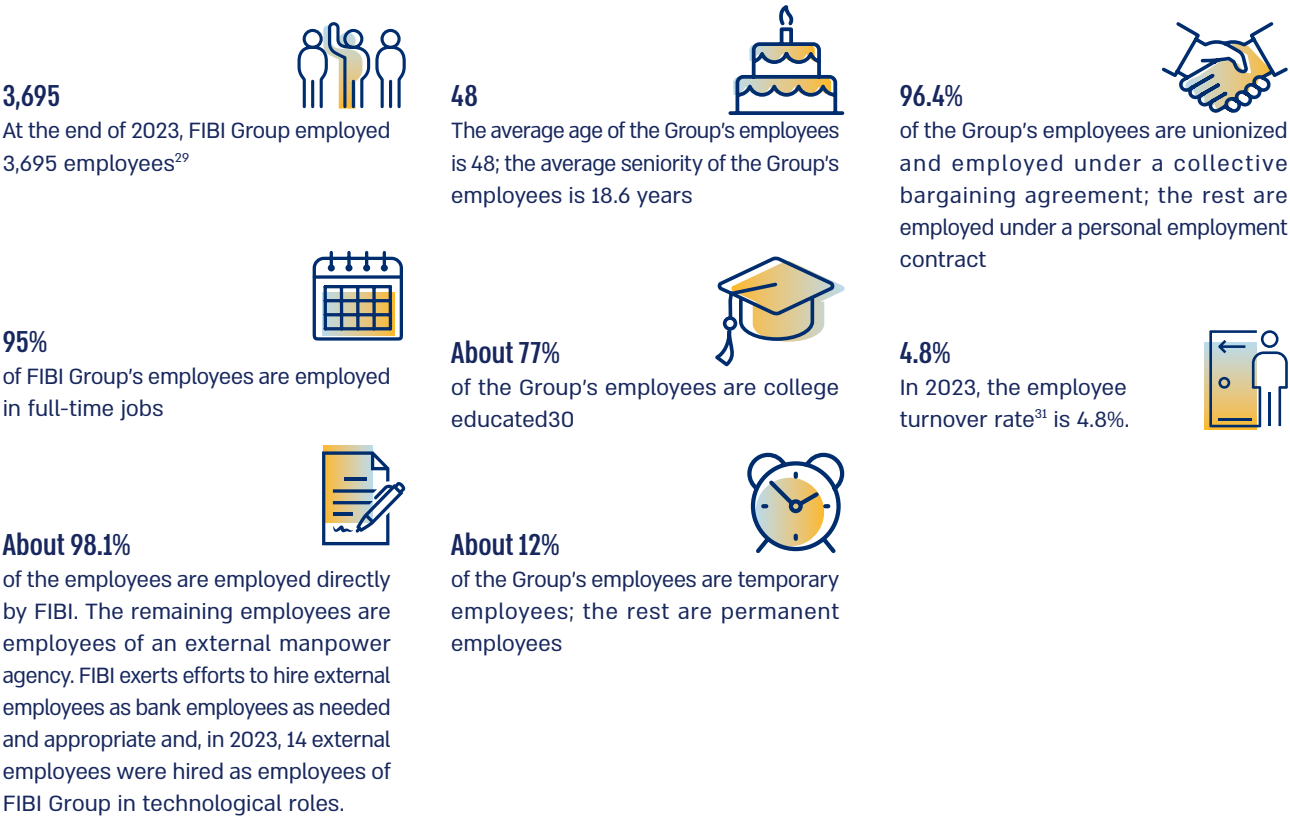 3,695
At the end of 2023, FIBI Group employed
3,695 employees29
48
The average age of the Group's employees
is 48; the average seniority of the Group's
employees is 18.6 years
96.4%
of the Group's employees are unionized
and employed under a collective
bargaining agreement; the rest are
employed under a personal employment
contract
95%
of FIBI Group's employees are employed
in full-time jobs
About 77%
of the Group's employees are college
educated30
4.8%
In 2023, the employee
turnover rate31 is 4.8%.
About 98.1%
of the employees are employed directly
by FIBI. The remaining employees are
employees of an external manpower
agency. FIBI exerts efforts to hire external
employees as bank employees as needed
and appropriate and, in 2023, 14 external
employees were hired as employees of
FIBI Group in technological roles.
About 12%
of the Group's employees are temporary
employees; the rest are permanent
employees